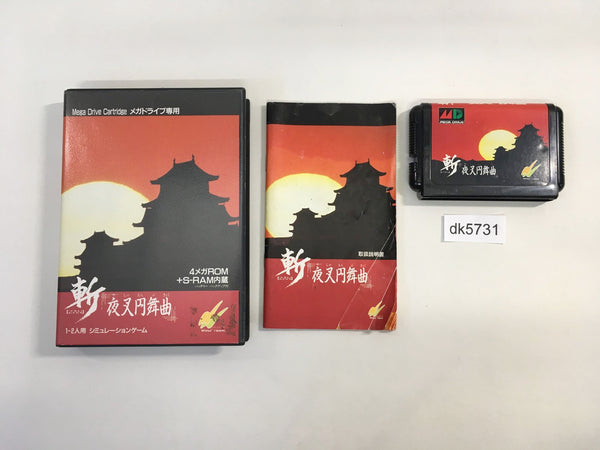 Mega Drive Cartridge メガドライブ専用
4メガROM
+S-RAM内蔵
斬 夜叉円舞曲
1~2人用 シミュレーションゲーム
取扱説明書
斬 夜叉円舞曲
MD
MEGA DRIVE
斬 夜叉円舞曲
dk5731